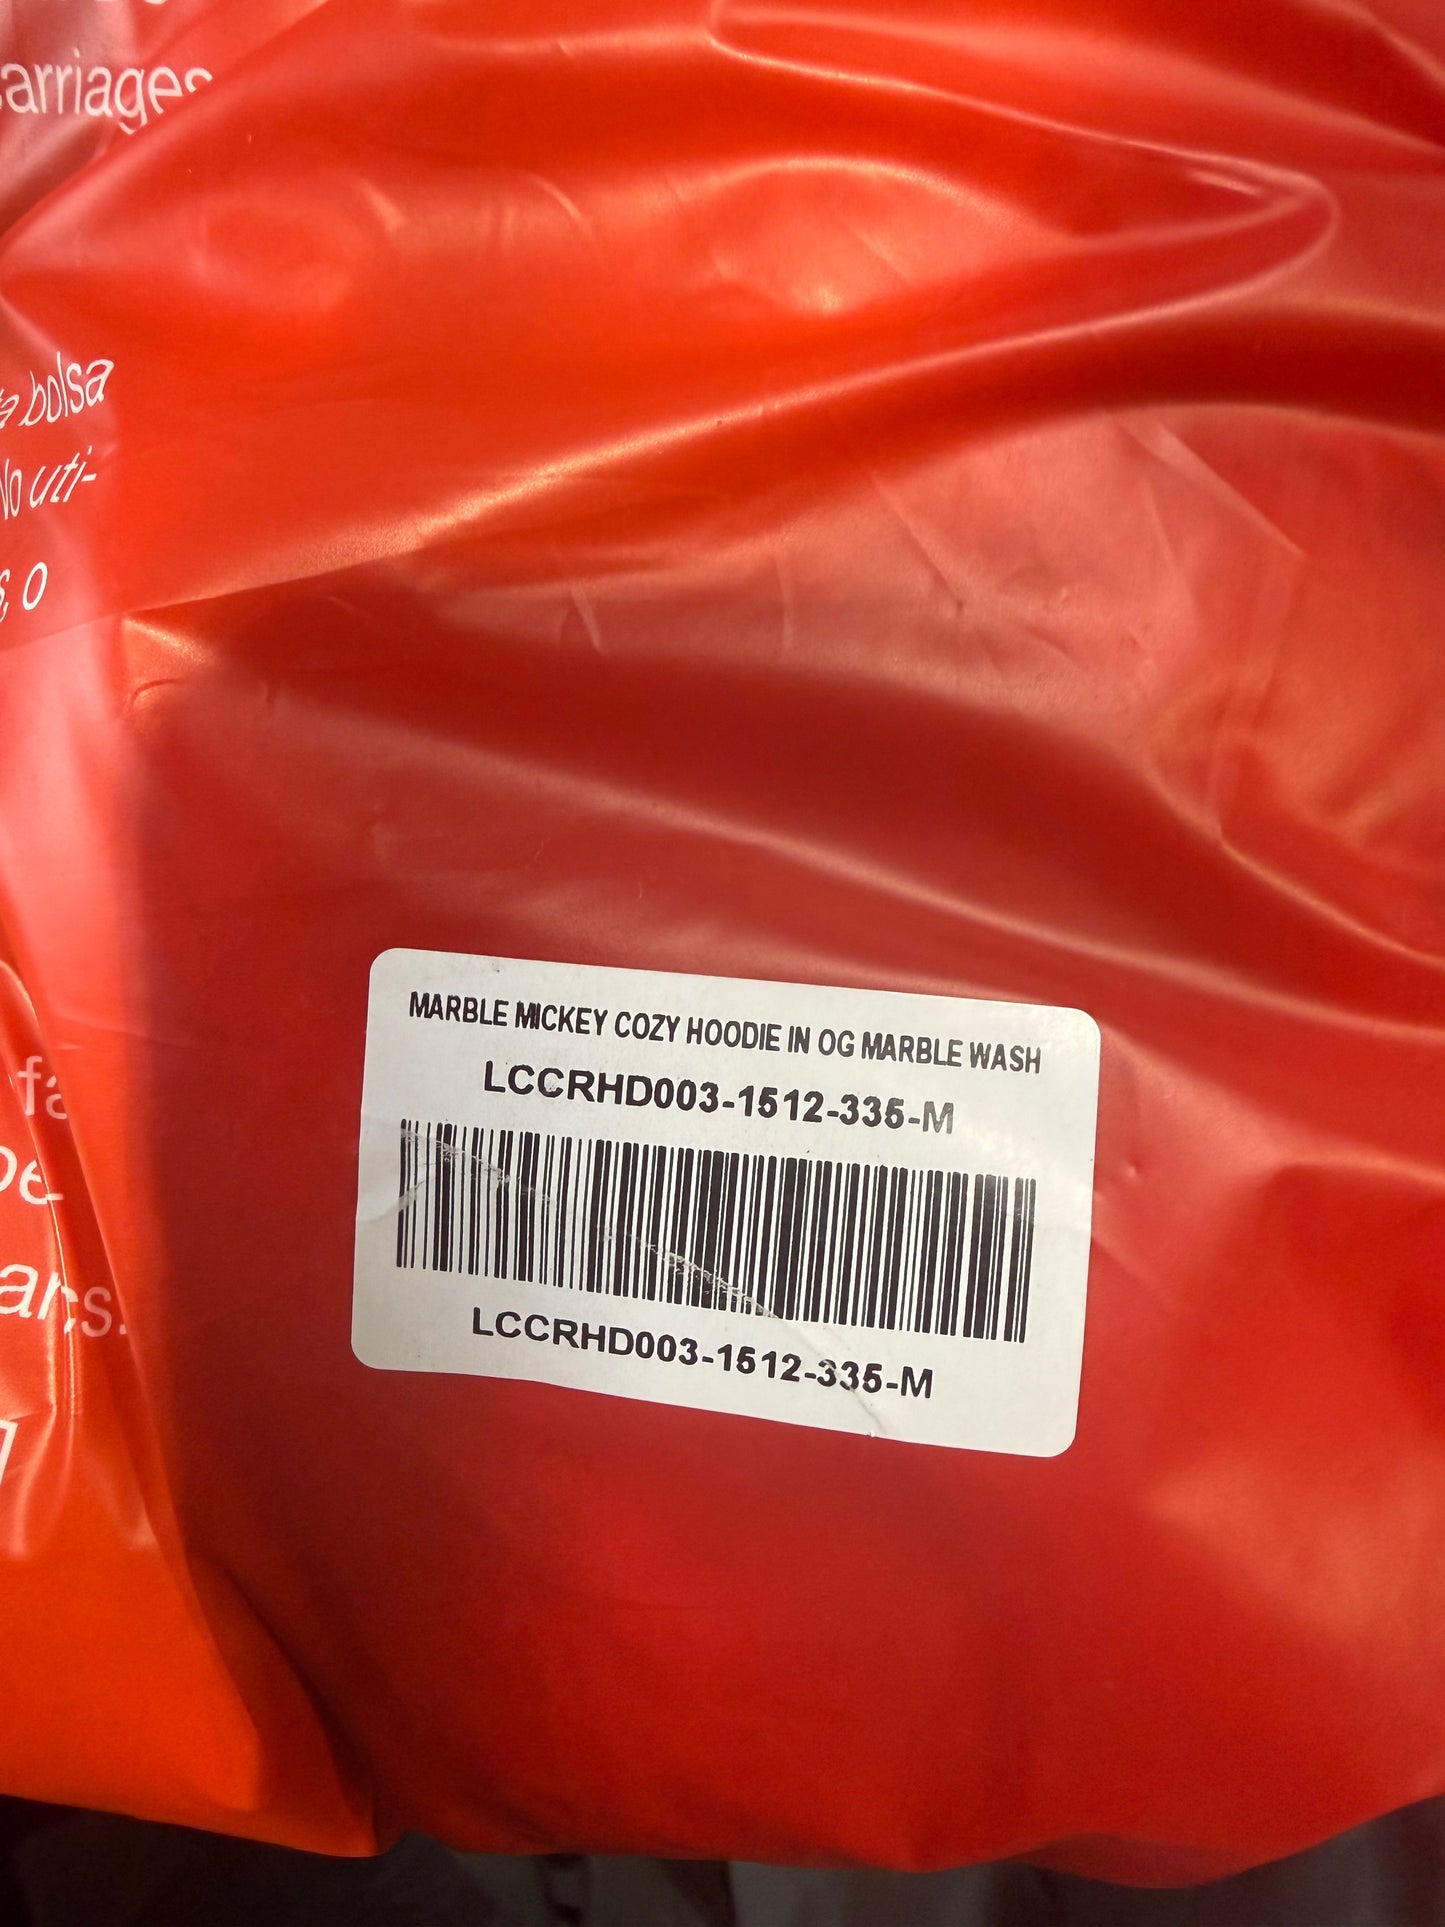 arriages
bolsa
No uti-
s, o
MARBLE MICKEY COZY HOODIE IN OG MARBLE WASH
LCCRHD003-1512-335-M
LCCRHD003-1512-335-M